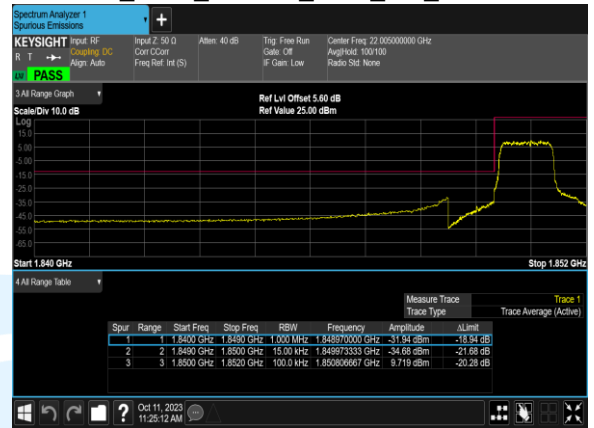 Spectrum Analyzer 1
Spurious Emissions
+
KEYSIGHT Input: RF Input Z: 50 Ω Atten: 40 dB Trig: Free Run Center Freq: 22.005000000 GHz
R T Coupling: DC Corr CCorr Gate: Off Avg|Hold: 100/100
Align: Auto Freq Ref: Int (S) IF Gain: Low Radio Std: None
PASS
3 All Range Graph
Ref Lvl Offset 5.60 dB
Scale/Div 10.0 dB Ref Value 25.00 dBm
Log
15.0
5.00
-5.00
-15.0
-25.0
-35.0
-45.0
-55.0
-65.0
Start 1.840 GHz Stop 1.852 GHz
4 All Range Table
Measure Trace Trace 1
Trace Type Trace Average (Active)
Spur Range Start Freq Stop Freq RBW Frequency Amplitude ΔLimit
1 1 1.8400 GHz 1.8490 GHz 1.000 MHz 1.848970000 GHz -31.94 dBm -18.94 dB
2 2 1.8490 GHz 1.8500 GHz 15.00 kHz 1.849973333 GHz -34.68 dBm -21.68 dB
3 3 1.8500 GHz 1.8520 GHz 100.0 kHz 1.850806667 GHz 9.719 dBm -20.28 dB
? Oct 11, 2023
11:25:12 AM